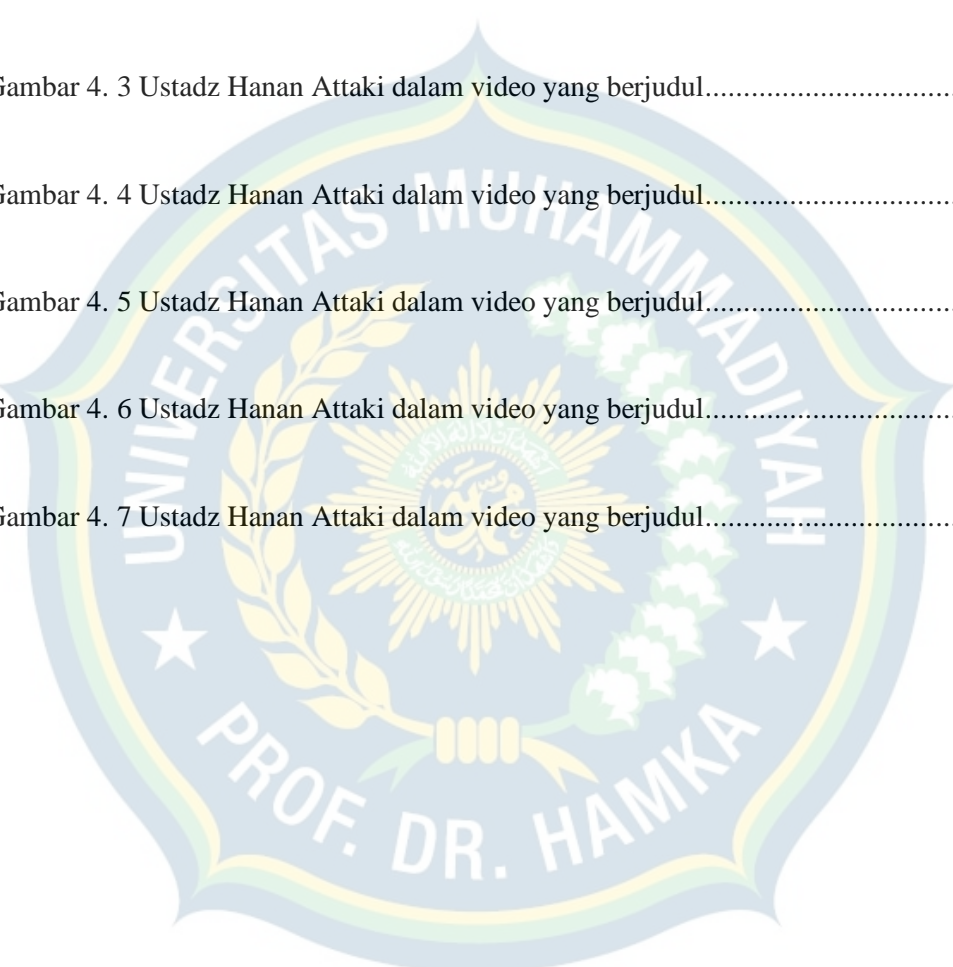 Gambar 4. 3 Ustadz Hanan Attaki dalam video yang berjudul...............................
Gambar 4. 4 Ustadz Hanan Attaki dalam video yang berjudul...............................
Gambar 4. 5 Ustadz Hanan Attaki dalam video yang berjudul...............................
Gambar 4. 6 Ustadz Hanan Attaki dalam video yang berjudul...............................
Gambar 4. 7 Ustadz Hanan Attaki dalam video yang berjudul...............................
UNIVERSITAS MUHAMMADIYAH
PROF. DR. HAMKA